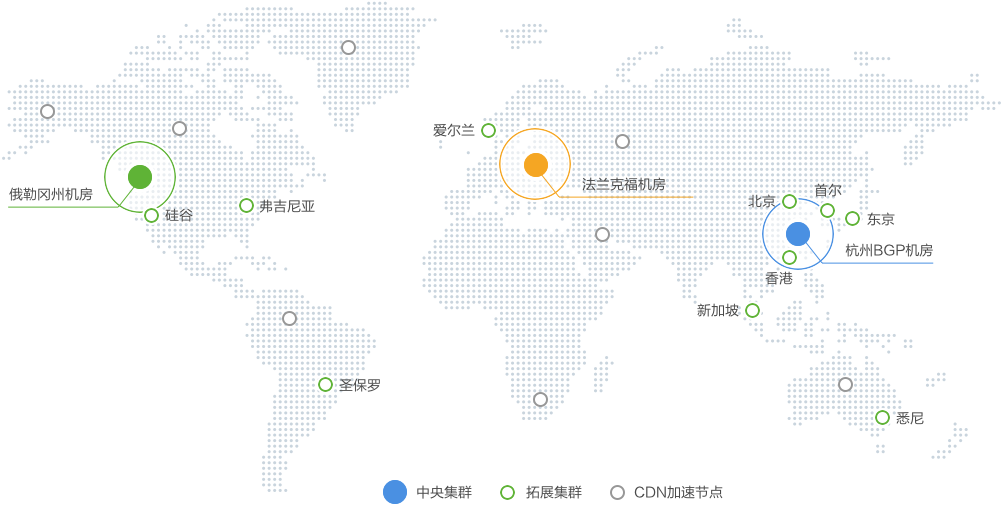 爱尔兰
法兰克福机房
俄勒冈州机房
硅谷
弗吉尼亚
首尔
北京
东京
杭州BGP机房
香港
新加坡
圣保罗
悉尼
中央集群
拓展集群
CDN加速节点